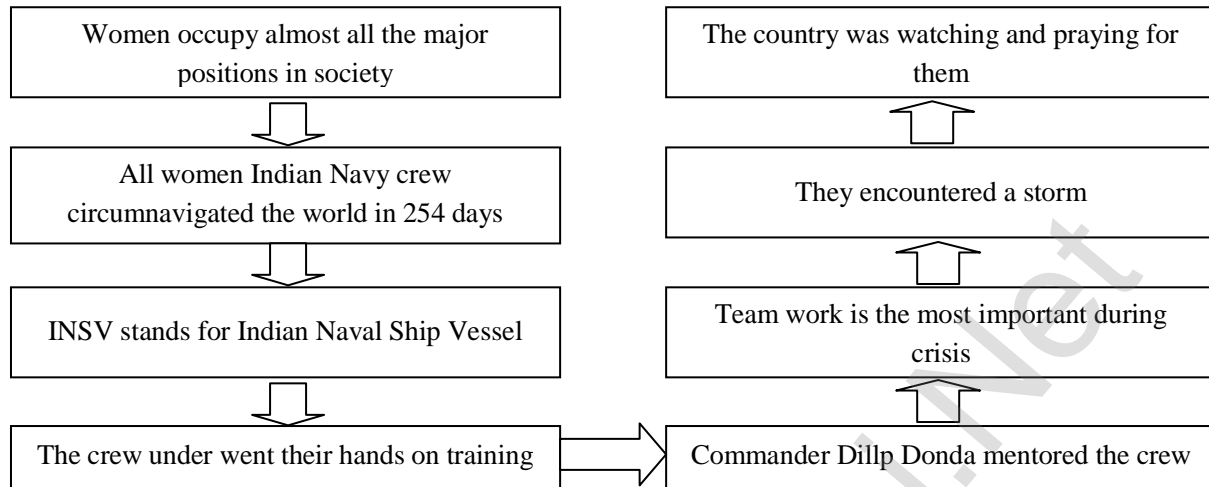 Women occupy almost all the major
positions in society
All women Indian Navy crew
circumnavigated the world in 254 days
INSV stands for Indian Naval Ship Vessel
The crew under went their hands on training
Commander Dillp Donda mentored the crew
Team work is the most important during
crisis
They encountered a storm
The country was watching and praying for
them
.Net